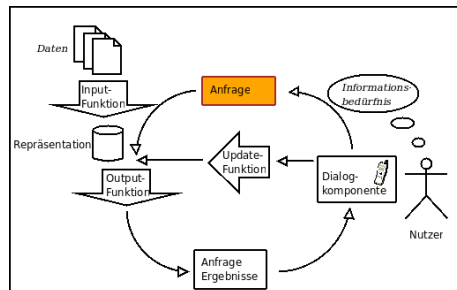 Daten
Input-
Funktion
Repräsentation
Output-
Funktion
Anfrage
Update-
Funktion
Anfrage
Ergebnisse
Informations-
bedürfnis
Dialog-
komponente
Nutzer